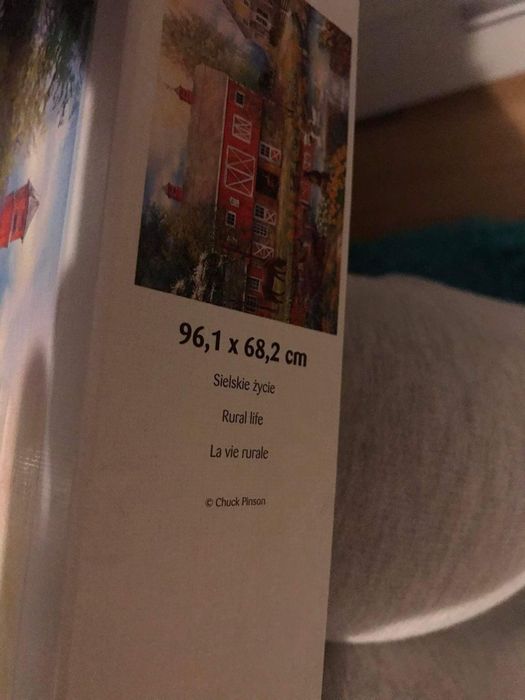 96,1 x 68,2 cm
Sielskie życie
Rural life
La vie rurale
© Chuck Pinson